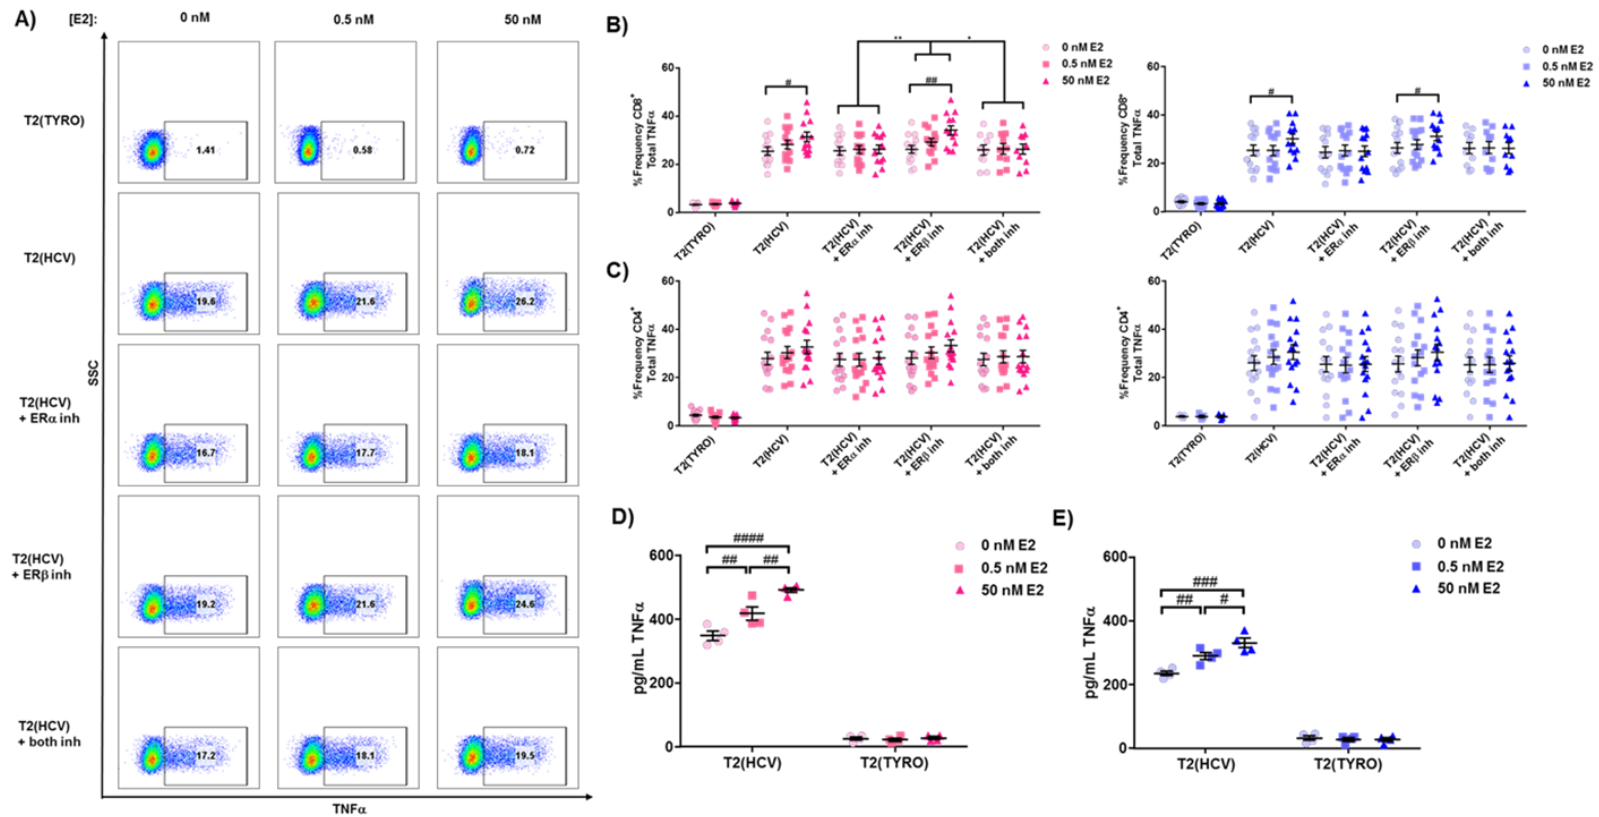 A)
[E2]:
0 nM
0.5 nM
50 nM
T2(TYRO)
1.41
0.58
0.72
T2(HCV)
19.6
21.6
26.2
T2(HCV)
+ ERα inh
16.7
17.7
18.1
T2(HCV)
+ ERβ inh
19.2
21.6
24.6
T2(HCV)
+ both inh
17.2
18.1
19.5
SSC
TNFα
B)
%Frequency CD8+
Total TNFα
60
40
20
0
#
**
##
*
0 nM E2
0.5 nM E2
50 nM E2
T2(TYRO)
T2(HCV)
T2(HCV)
+ ERα inh
T2(HCV)
+ ERβ inh
T2(HCV)
+ both inh
%Frequency CD8+
Total TNFα
60
40
20
0
#
#
0 nM E2
0.5 nM E2
50 nM E2
T2(TYRO)
T2(HCV)
T2(HCV)
+ ERα inh
T2(HCV)
+ ERβ inh
T2(HCV)
+ both inh
C)
%Frequency CD4+
Total TNFα
60
40
20
0
T2(TYRO)
T2(HCV)
T2(HCV)
+ ERα inh
T2(HCV)
+ ERβ inh
T2(HCV)
+ both inh
%Frequency CD4+
Total TNFα
60
40
20
0
T2(TYRO)
T2(HCV)
T2(HCV)
+ ERα inh
T2(HCV)
+ ERβ inh
T2(HCV)
+ both inh
D)
pg/mL TNFα
600
400
200
0
####
##
##
0 nM E2
0.5 nM E2
50 nM E2
T2(HCV)
T2(TYRO)
E)
pg/mL TNFα
600
400
200
0
###
##
#
0 nM E2
0.5 nM E2
50 nM E2
T2(HCV)
T2(TYRO)